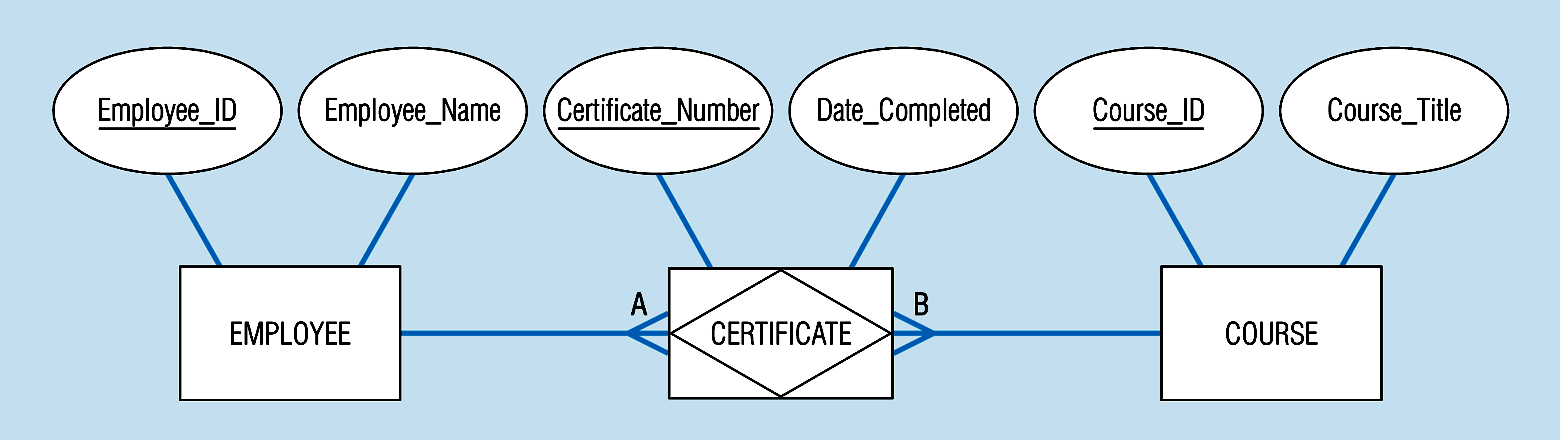 Employee_ID
Employee_Name
Certificate_Number
Date_Completed
Course_ID
Course_Title
A
B
EMPLOYEE
CERTIFICATE
COURSE